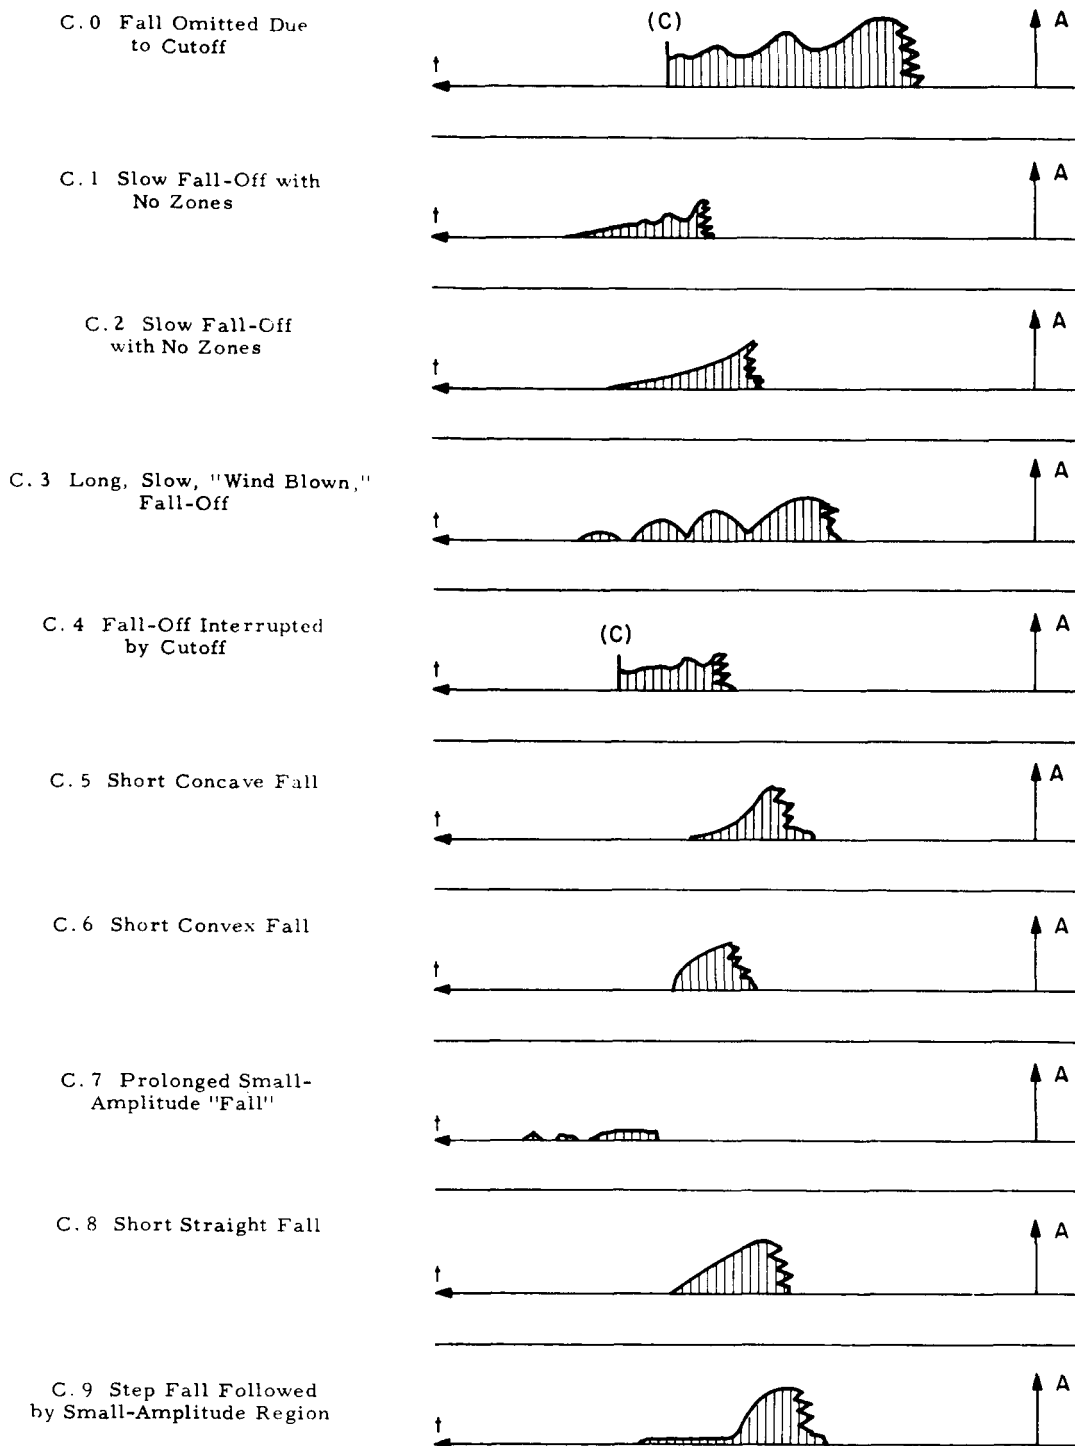 C.0 Fall Omitted Due
to Cutoff
(C)
A
t
C.1 Slow Fall-Off with
No Zones
A
t
C.2 Slow Fall-Off
with No Zones
A
t
C.3 Long, Slow, "Wind Blown,"
Fall-Off
A
t
C.4 Fall-Off Interrupted
by Cutoff
(C)
A
t
C.5 Short Concave Fall
A
t
C.6 Short Convex Fall
A
t
C.7 Prolonged Small-
Amplitude "Fall"
A
t
C.8 Short Straight Fall
A
t
C.9 Step Fall Followed
by Small-Amplitude Region
A
t